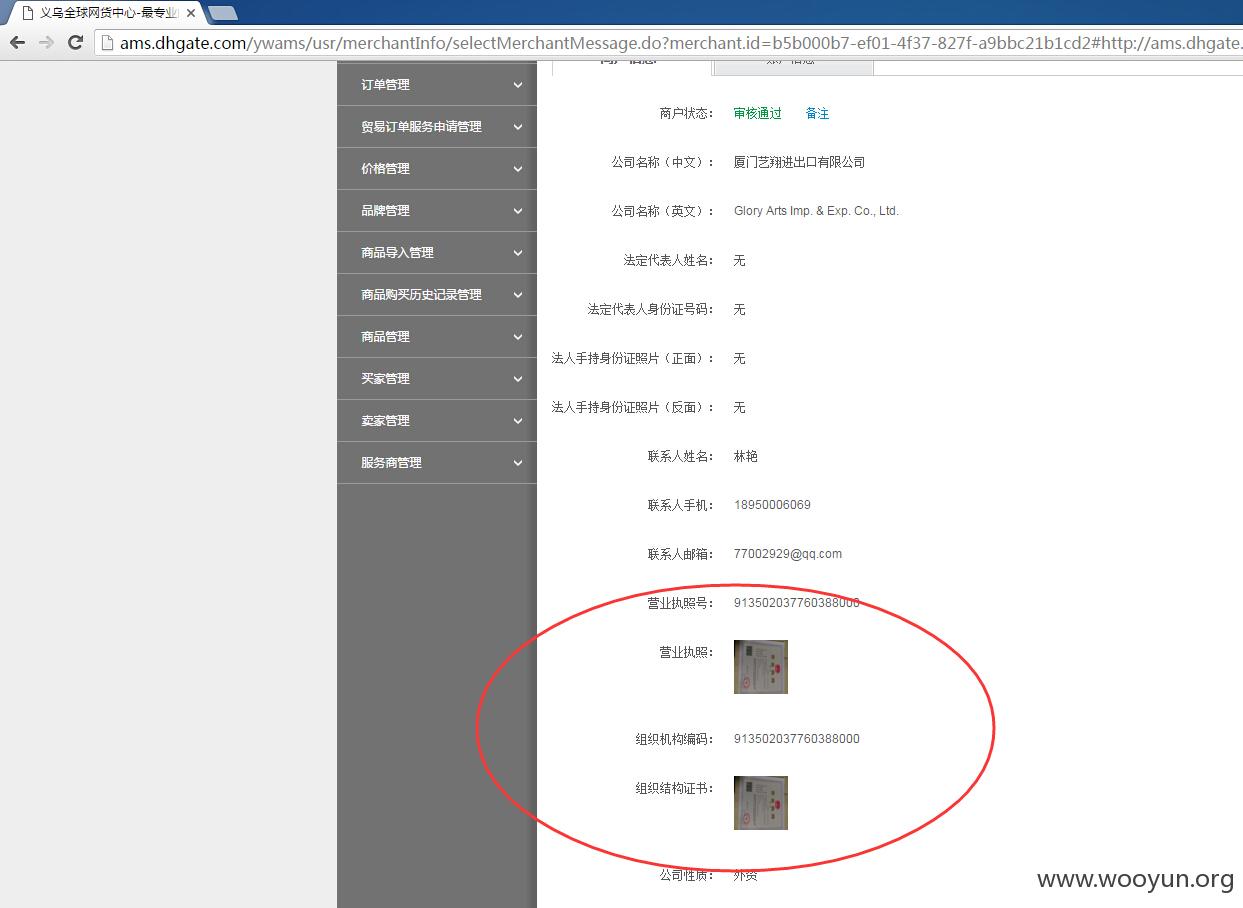 义乌全球网货中心-最专业
ams.dhgate.com/ywams/usr/merchantInfo/selectMerchantMessage.do?merchant.id=b5b000b7-ef01-4f37-827f-a9bbc21b1cd2#http://ams.dhgate.
订单管理
贸易订单服务申请管理
价格管理
品牌管理
商品导入管理
商品购买历史记录管理
商品管理
买家管理
卖家管理
服务商管理
商户信息 账户信息
商户状态： 审核通过 备注
公司名称（中文）： 厦门艺翔进出口有限公司
公司名称（英文）： Glory Arts Imp. & Exp. Co., Ltd.
法定代表人姓名： 无
法定代表人身份证号码： 无
法人手持身份证照片（正面）： 无
法人手持身份证照片（反面）： 无
联系人姓名： 林艳
联系人手机： 18950006069
联系人邮箱： 77002929@qq.com
营业执照号： 913502037760388000
营业执照：
组织机构编码： 913502037760388000
组织结构证书：
公司性质： 外资
www.wooyun.org